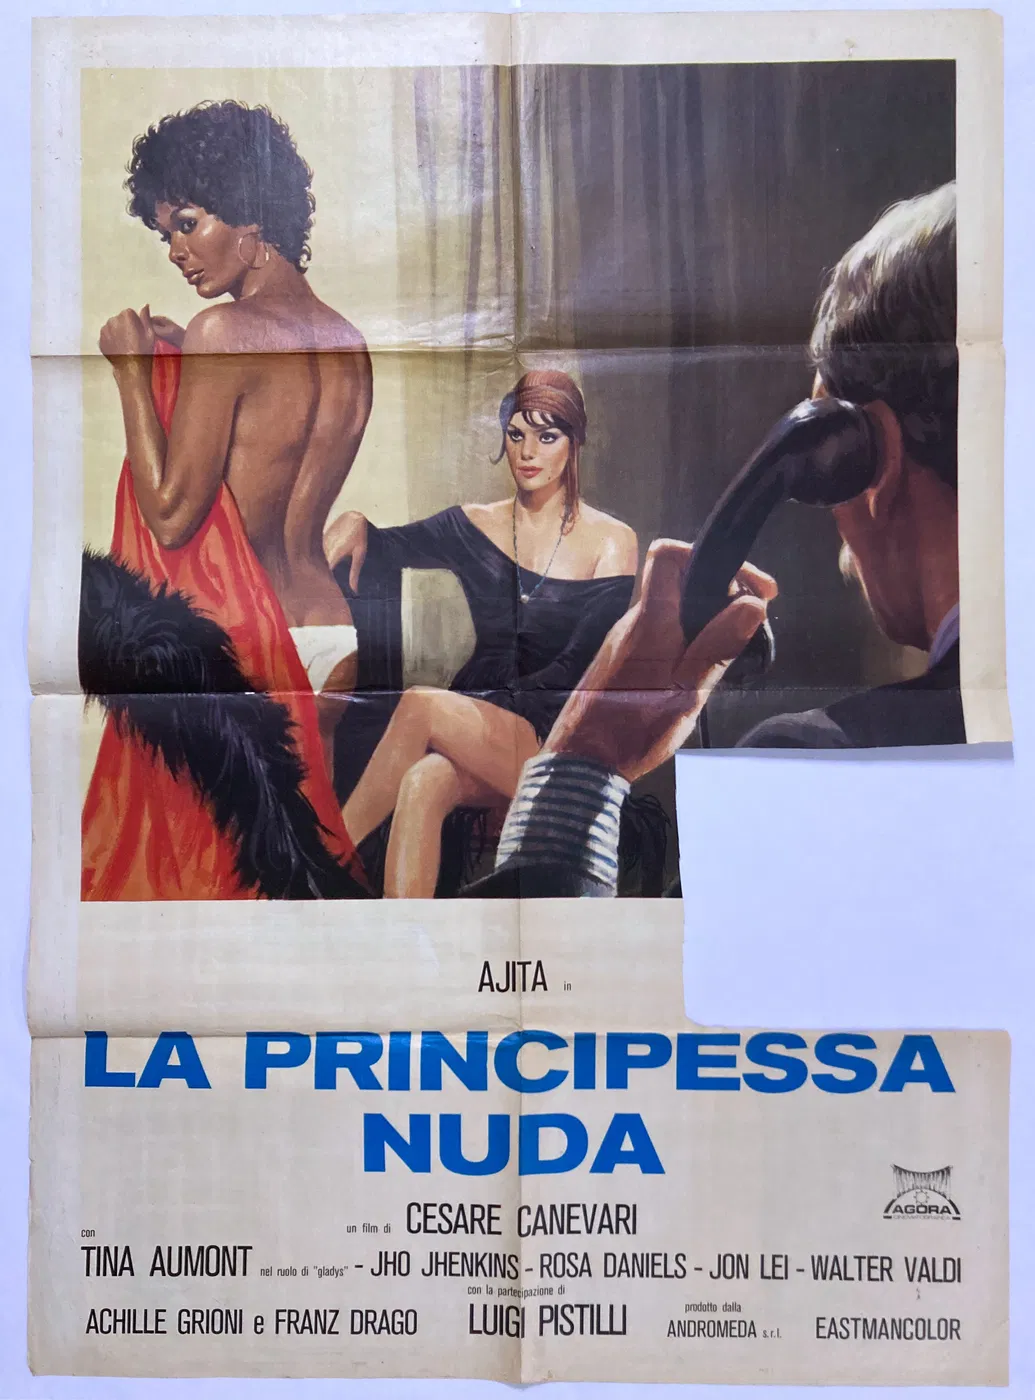 AJITA in
LA PRINCIPESSA
NUDA
un film di CESARE CANEVARI
AGORA
CINEMATOGRAFICA
con
TINA AUMONT nel ruolo di "gladys" - JHO JHENKINS - ROSA DANIELS - JON LEI - WALTER VALDI
con la partecipazione di
ACHILLE GRIONI e FRANZ DRAGO LUIGI PISTILLI
prodotto dalla
ANDROMEDA s.r.l. EASTMANCOLOR